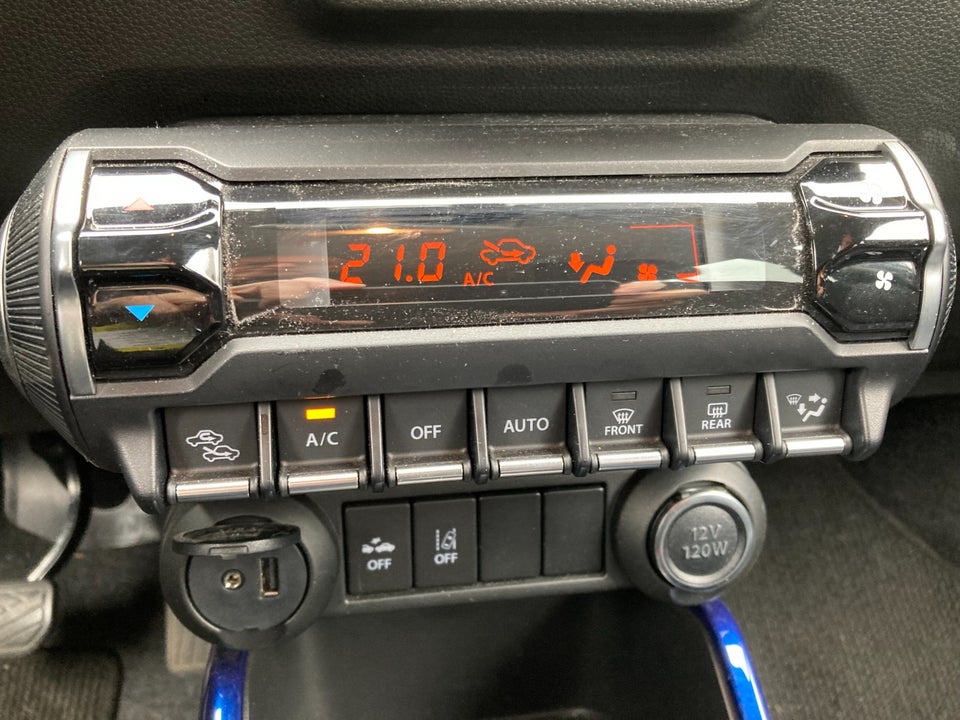 21.0
A/C
A/C
OFF
AUTO
FRONT
REAR
OFF
OFF
12V
120W